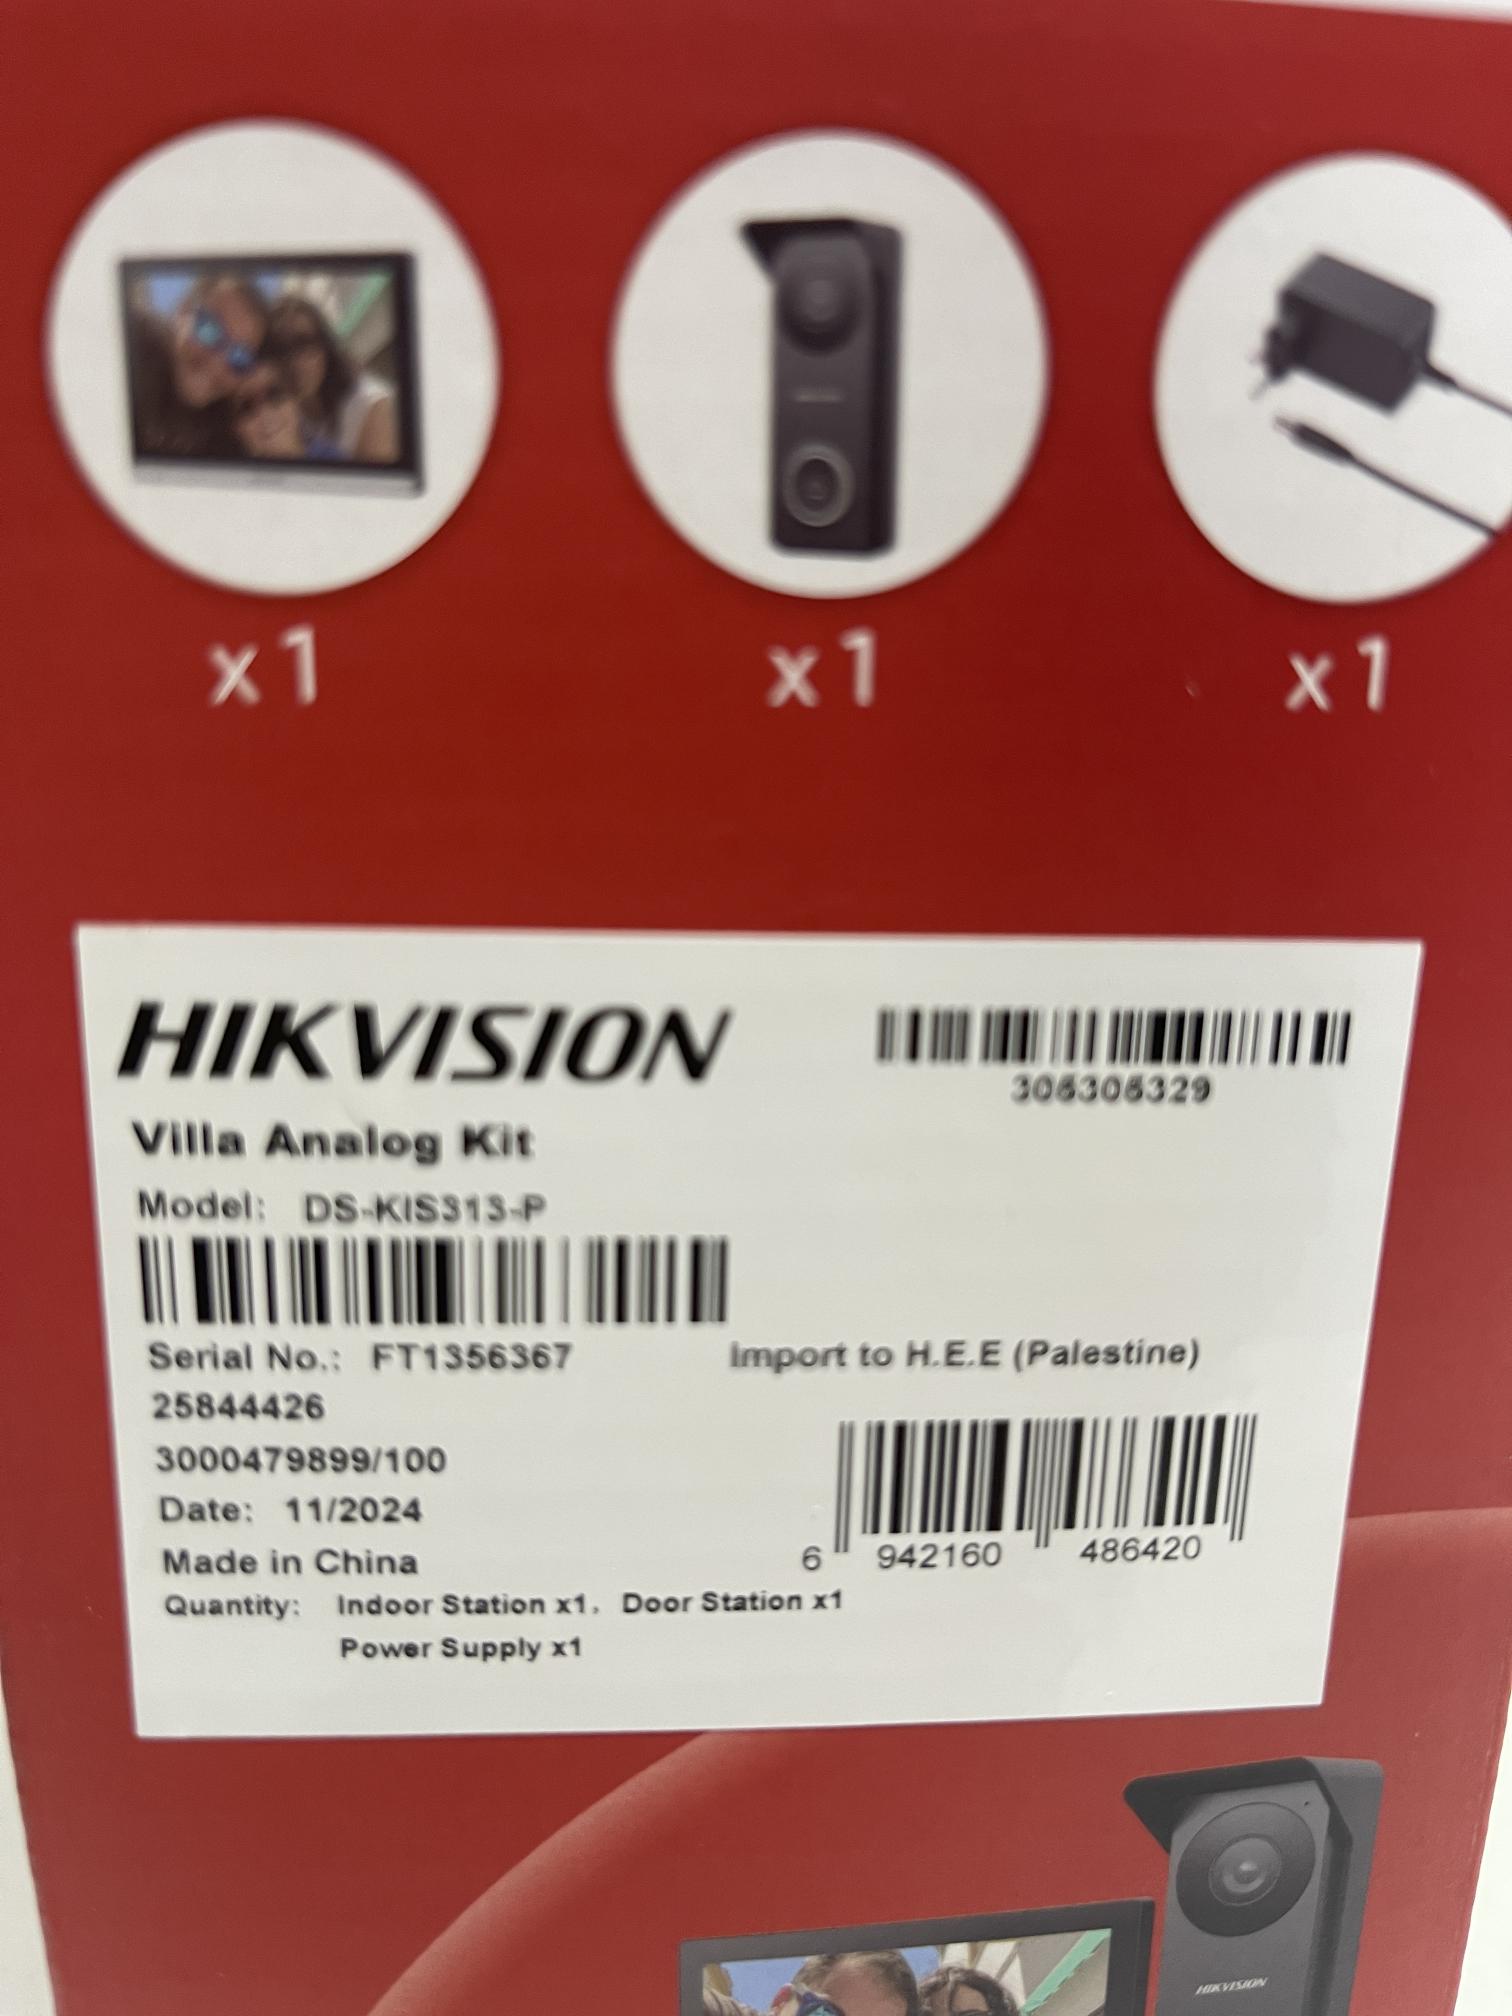 x1
x1
x1
HIKVISION
305305329
Villa Analog Kit
Model: DS-KIS313-P
Serial No.: FT1356367
Import to H.E.E (Palestine)
25844426
3000479899/100
Date: 11/2024
Made in China
6 942160 486420
Quantity: Indoor Station x1, Door Station x1
Power Supply x1
HIKVISION